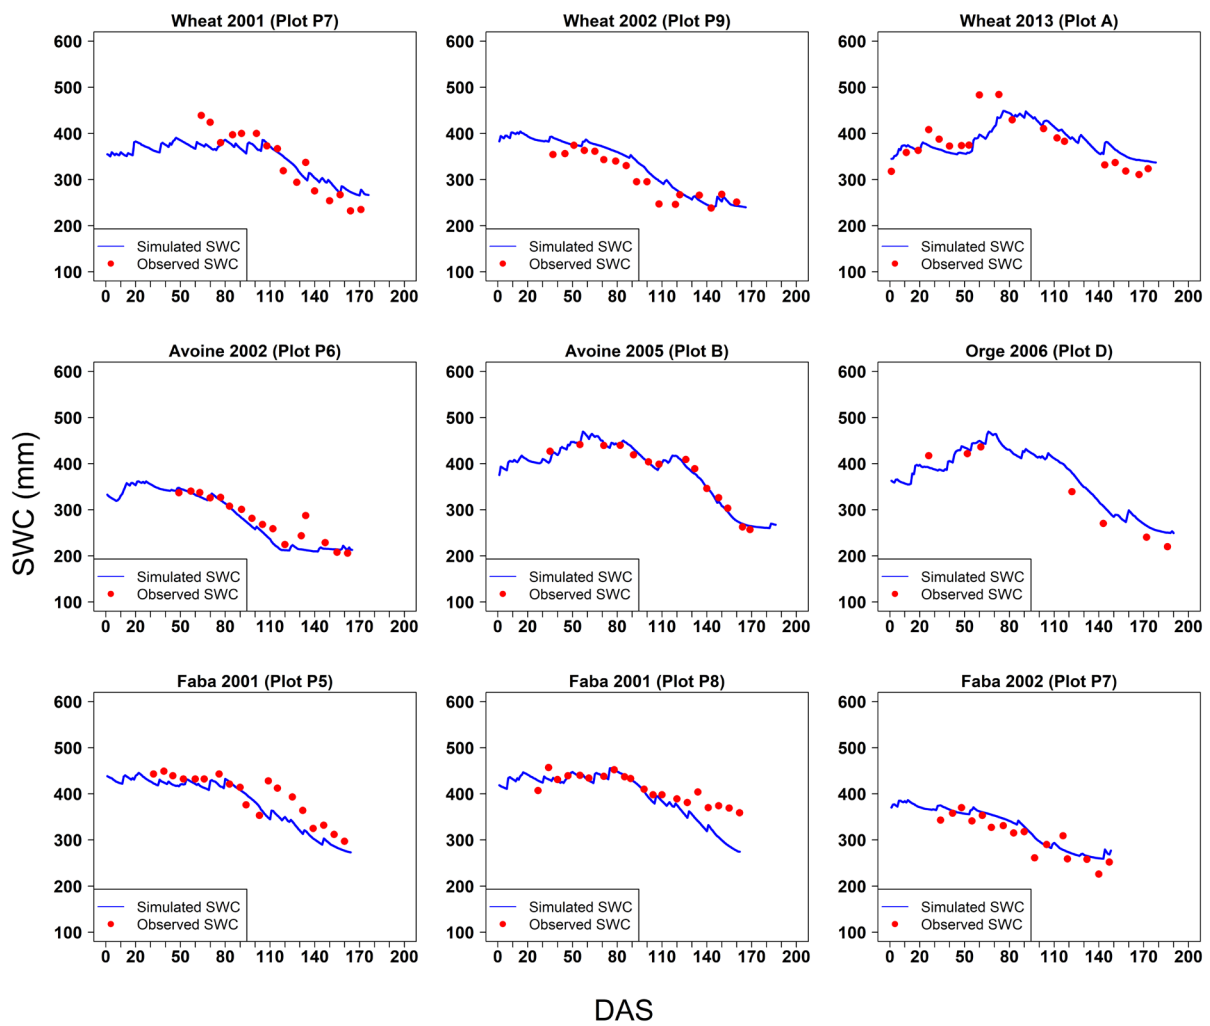 Wheat 2001 (Plot P7)
600
500
400
300
200
100
Simulated SWC
Observed SWC
0 20 50 80 110 140 170 200
Wheat 2002 (Plot P9)
600
500
400
300
200
100
Simulated SWC
Observed SWC
0 20 50 80 110 140 170 200
Wheat 2013 (Plot A)
600
500
400
300
200
100
Simulated SWC
Observed SWC
0 20 50 80 110 140 170 200
SWC (mm)
Avoine 2002 (Plot P6)
600
500
400
300
200
100
Simulated SWC
Observed SWC
0 20 50 80 110 140 170 200
Avoine 2005 (Plot B)
600
500
400
300
200
100
Simulated SWC
Observed SWC
0 20 50 80 110 140 170 200
Orge 2006 (Plot D)
600
500
400
300
200
100
Simulated SWC
Observed SWC
0 20 50 80 110 140 170 200
Faba 2001 (Plot P5)
600
500
400
300
200
100
Simulated SWC
Observed SWC
0 20 50 80 110 140 170 200
Faba 2001 (Plot P8)
600
500
400
300
200
100
Simulated SWC
Observed SWC
0 20 50 80 110 140 170 200
Faba 2002 (Plot P7)
600
500
400
300
200
100
Simulated SWC
Observed SWC
0 20 50 80 110 140 170 200
DAS